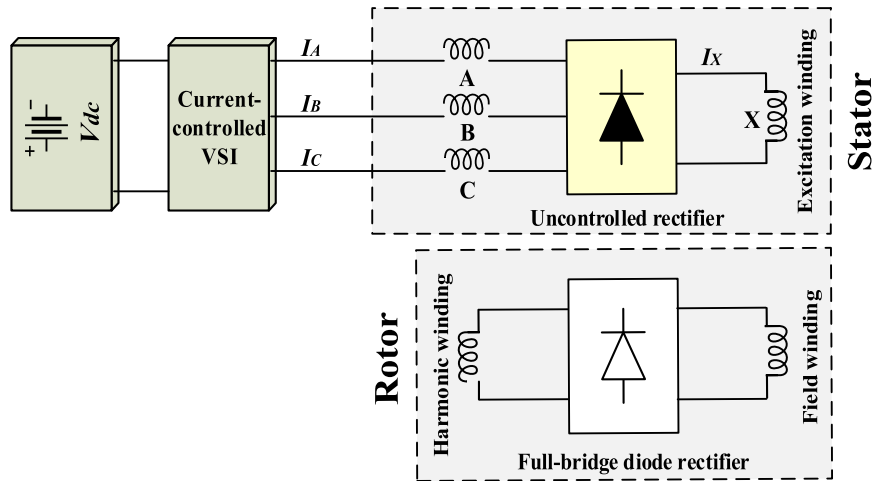 −
Vdc
+
Current-
controlled
VSI
IA
IB
IC
A
B
C
IX
X
Excitation winding
Uncontrolled rectifier
Stator
Rotor
Harmonic winding
Field winding
Full-bridge diode rectifier